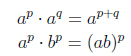 a^p · a^q = a^{p+q}
a^p · b^p = (ab)^p